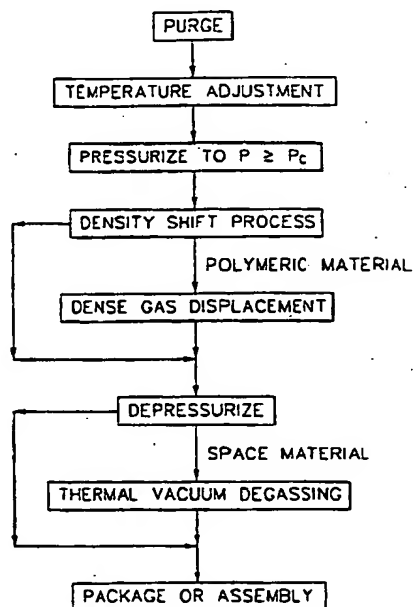 PURGE
TEMPERATURE ADJUSTMENT
PRESSURIZE TO P ≥ Pc
DENSITY SHIFT PROCESS
POLYMERIC MATERIAL
DENSE GAS DISPLACEMENT
DEPRESSURIZE
SPACE MATERIAL
THERMAL VACUUM DEGASSING
PACKAGE OR ASSEMBLY